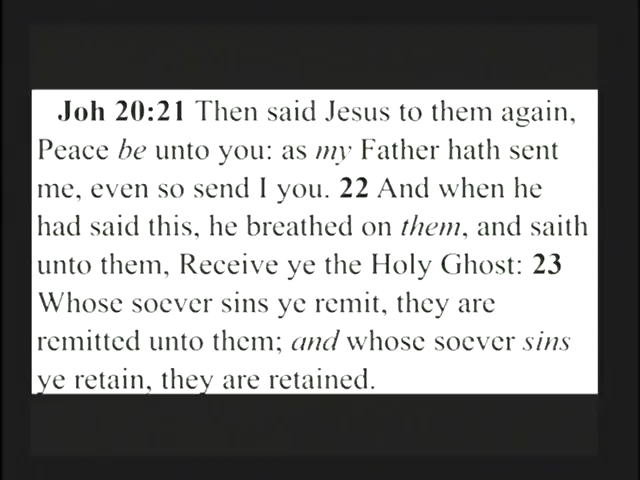 Joh 20:21 Then said Jesus to them again,
Peace be unto you: as my Father hath sent
me, even so send I you. 22 And when he
had said this, he breathed on them, and saith
unto them, Receive ye the Holy Ghost: 23
Whose soever sins ye remit, they are
remitted unto them; and whose soever sins
ye retain, they are retained.